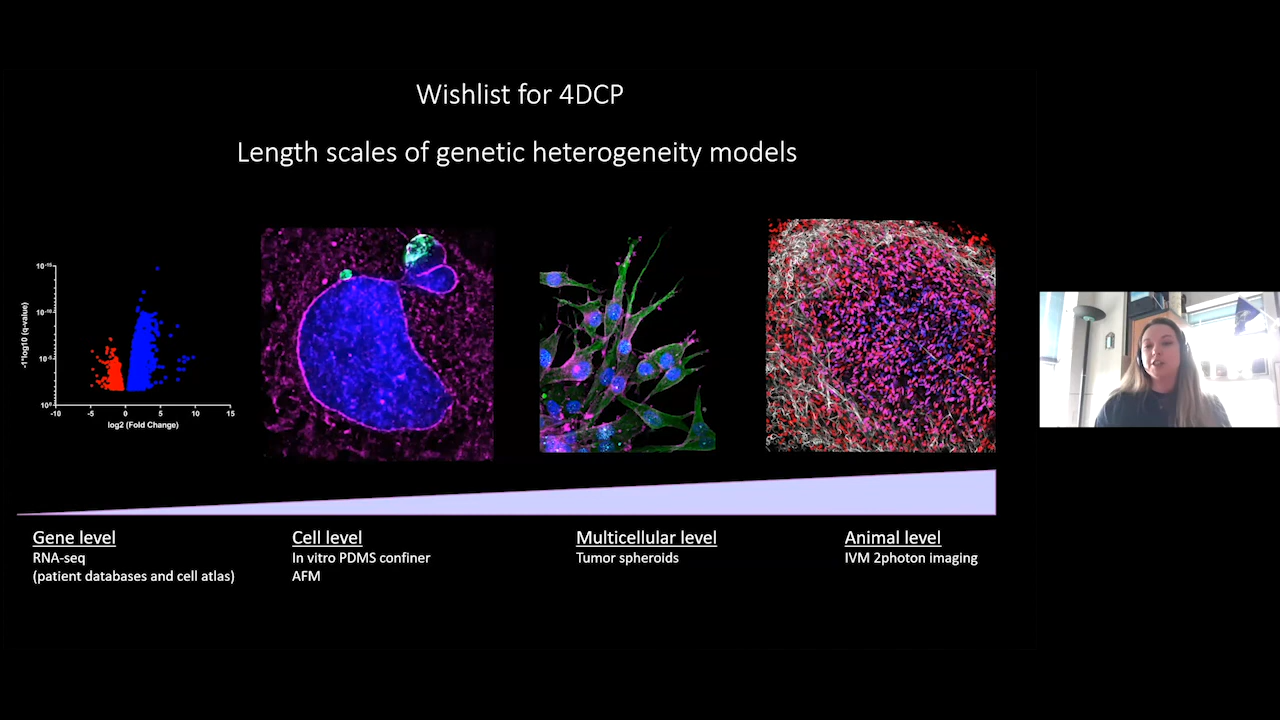 Wishlist for 4DCP
Length scales of genetic heterogeneity models
-1*log10 (q-value)
10-15
10-10
10-5
100
-10 -5 0 5 10 15
log2 (Fold Change)
Gene level
RNA-seq
(patient databases and cell atlas)
Cell level
In vitro PDMS confiner
AFM
Multicellular level
Tumor spheroids
Animal level
IVM 2photon imaging